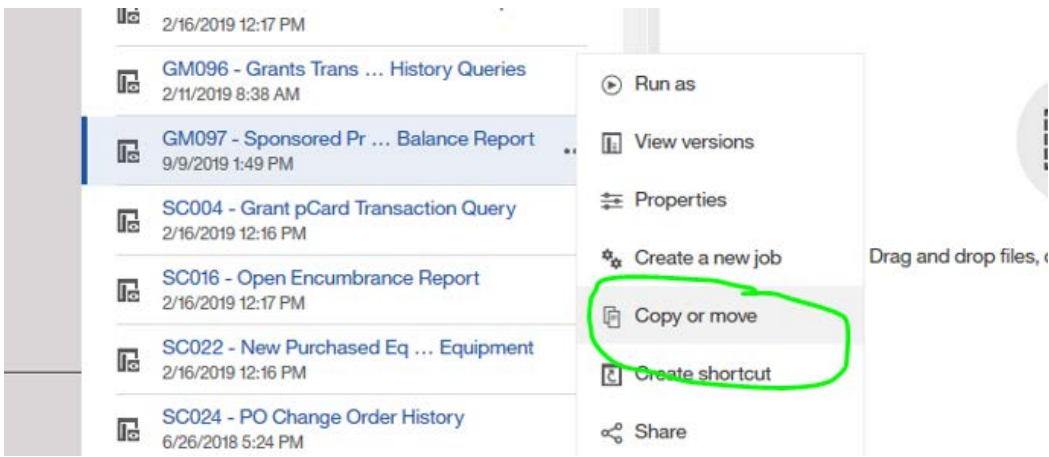 2/16/2019 12:17 PM
GM096 - Grants Trans … History Queries
2/11/2019 8:38 AM
GM097 - Sponsored Pr … Balance Report
9/9/2019 1:49 PM
SC004 - Grant pCard Transaction Query
2/16/2019 12:16 PM
SC016 - Open Encumbrance Report
2/16/2019 12:17 PM
SC022 - New Purchased Eq … Equipment
2/16/2019 12:16 PM
SC024 - PO Change Order History
6/26/2018 5:24 PM
Run as
View versions
Properties
Create a new job
Copy or move
Create shortcut
Share
Drag and drop files,